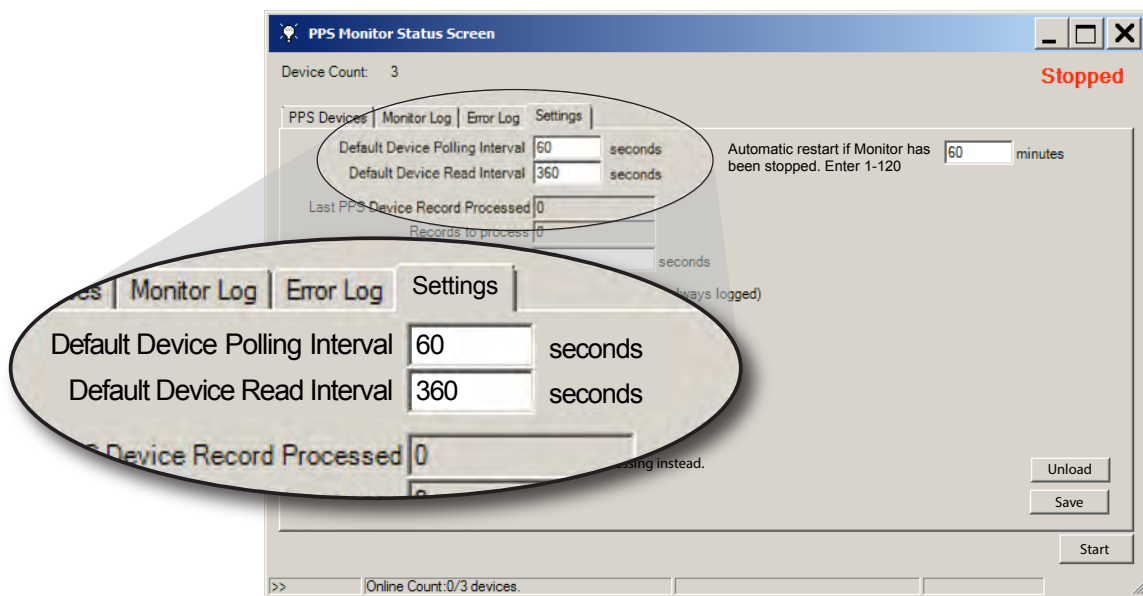 PPS Monitor Status Screen
Device Count: 3
Stopped
PPS Devices Monitor Log Error Log Settings
Default Device Polling Interval 60 seconds
Default Device Read Interval 360 seconds
Automatic restart if Monitor has
been stopped. Enter 1-120
60 minutes
Last PPS Device Record Processed 0
Records to process 0
seconds
logged)
Monitor Log Error Log Settings
Default Device Polling Interval 60 seconds
Default Device Read Interval 360 seconds
Device Record Processed 0
instead.
Unload
Save
Start
>> Online Count:0/3 devices.